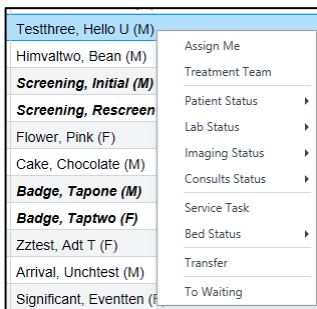 Testthree, Hello U (M)
Himvaltwo, Bean (M)
Screening, Initial (M)
Screening, Rescreen
Flower, Pink (F)
Cake, Chocolate (M)
Badge, Tapone (M)
Badge, Taptwo (F)
Zztest, Adt T (F)
Arrival, Unchtest (M)
Significant, Eventten (F
Assign Me
Treatment Team
Patient Status
Lab Status
Imaging Status
Consults Status
Service Task
Bed Status
Transfer
To Waiting